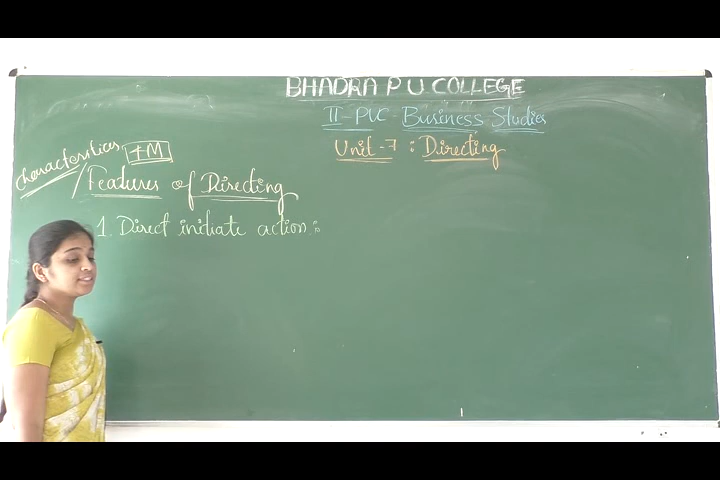 BHADRA P U COLLEGE
II-PUC Business Studies
Unit-7 : Directing
Characteristics 4M
/Features of Directing
1. Direct initiate action :